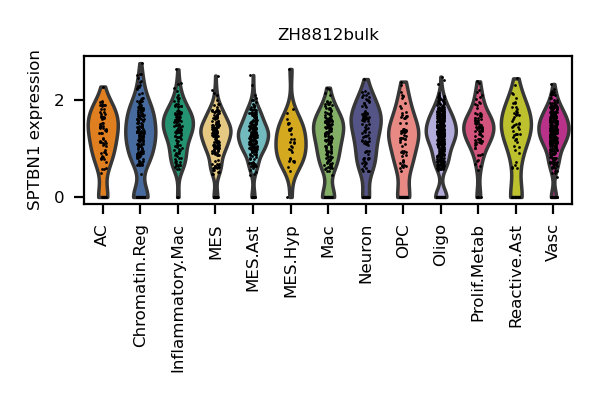 ZH8812bulk
SPTBN1 expression
2
0
AC
Chromatin.Reg
Inflammatory.Mac
MES
MES.Ast
MES.Hyp
Mac
Neuron
OPC
Oligo
Prolif.Metab
Reactive.Ast
Vasc